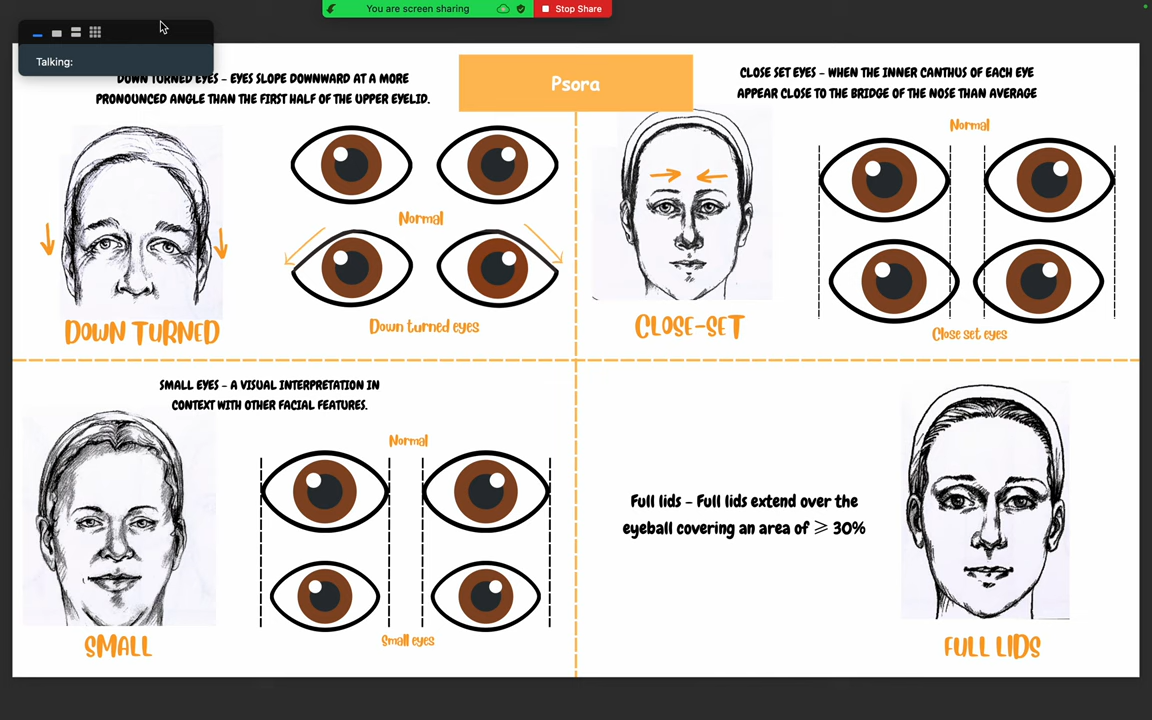 You are screen sharing
Stop Share
Talking:
Psora
DOWN TURNED EYES – EYES SLOPE DOWNWARD AT A MORE
PRONOUNCED ANGLE THAN THE FIRST HALF OF THE UPPER EYELID.
Normal
Down turned eyes
DOWN TURNED
CLOSE SET EYES – WHEN THE INNER CANTHUS OF EACH EYE
APPEAR CLOSE TO THE BRIDGE OF THE NOSE THAN AVERAGE
Normal
Close set eyes
CLOSE-SET
SMALL EYES – A VISUAL INTERPRETATION IN
CONTEXT WITH OTHER FACIAL FEATURES.
Normal
Small eyes
SMALL
Full lids – Full lids extend over the
eyeball covering an area of ≥ 30%
FULL LIDS